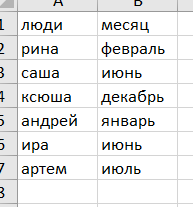 A B
1 люди месяц
2 рина февраль
3 саша июнь
4 ксюша декабрь
5 андрей январь
6 ира июнь
7 артем июль
8